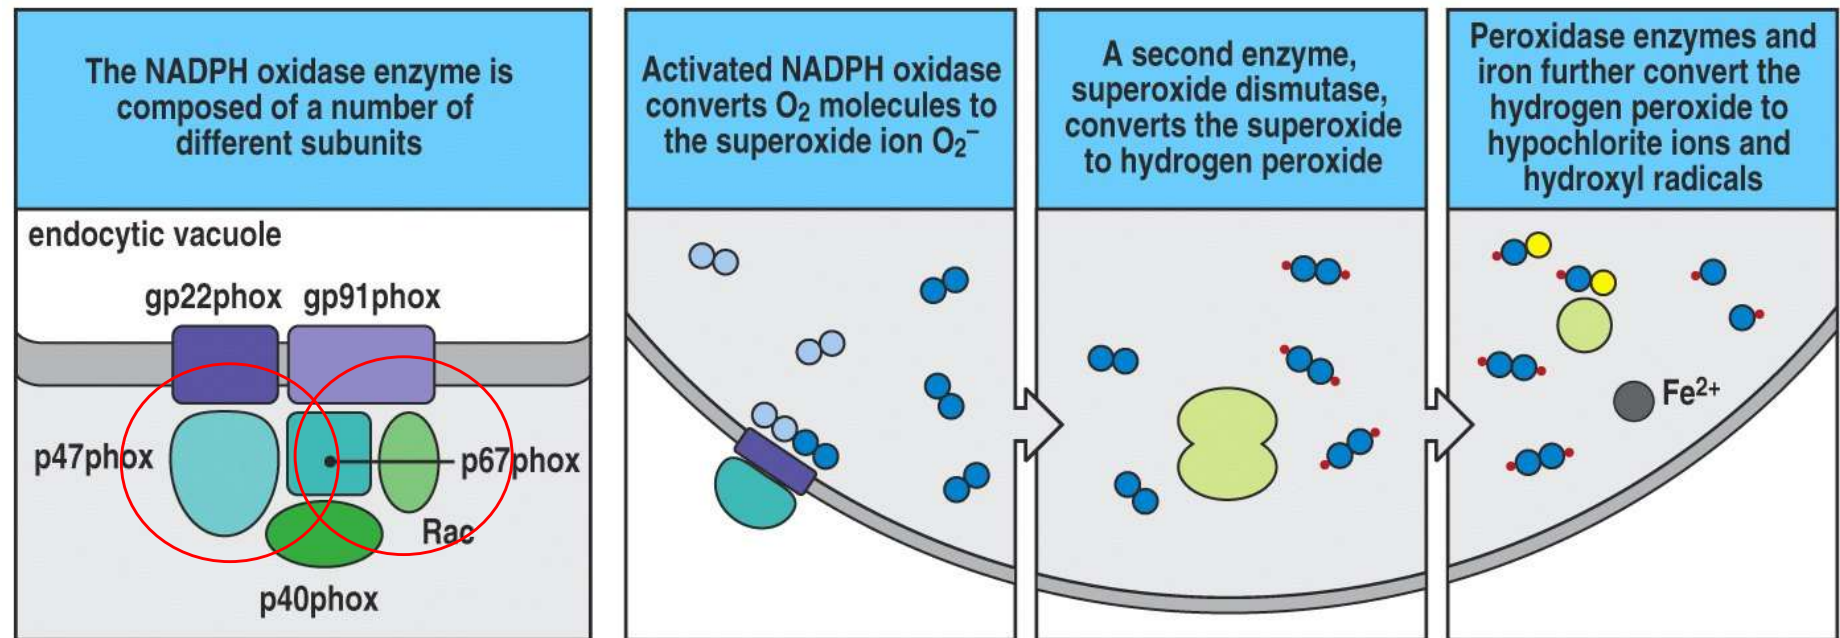 The NADPH oxidase enzyme is
composed of a number of
different subunits
endocytic vacuole
gp22phox gp91phox
p47phox
p67phox
Rac
p40phox
Activated NADPH oxidase
converts O₂ molecules to
the superoxide ion O₂⁻
A second enzyme,
superoxide dismutase,
converts the superoxide
to hydrogen peroxide
Peroxidase enzymes and
iron further convert the
hydrogen peroxide to
hypochlorite ions and
hydroxyl radicals
Fe²⁺